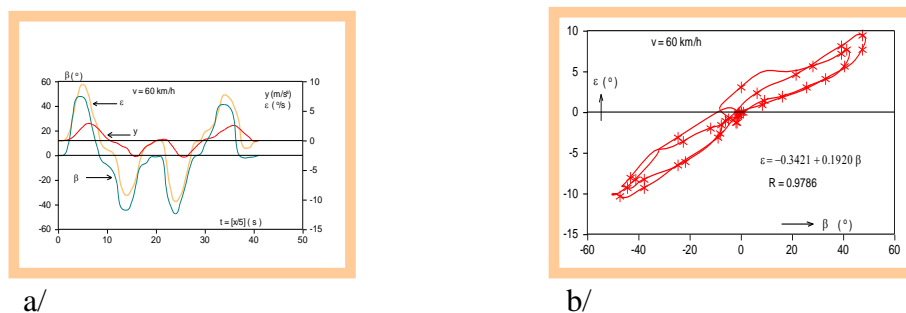 β(º)
v = 60 km/h
y (m/s²)
ε (º/s)
60
40
20
0
-20
-40
-60
10
5
0
-5
-10
-15
ε
y
β
t = [x/5] ( s )
0 10 20 30 40 50
a/
10
5
0
-5
-10
-15
v = 60 km/h
ε (º)
ε = −0.3421 + 0.1920 β
R = 0.9786
β (º)
-60 -40 -20 0 20 40 60
b/